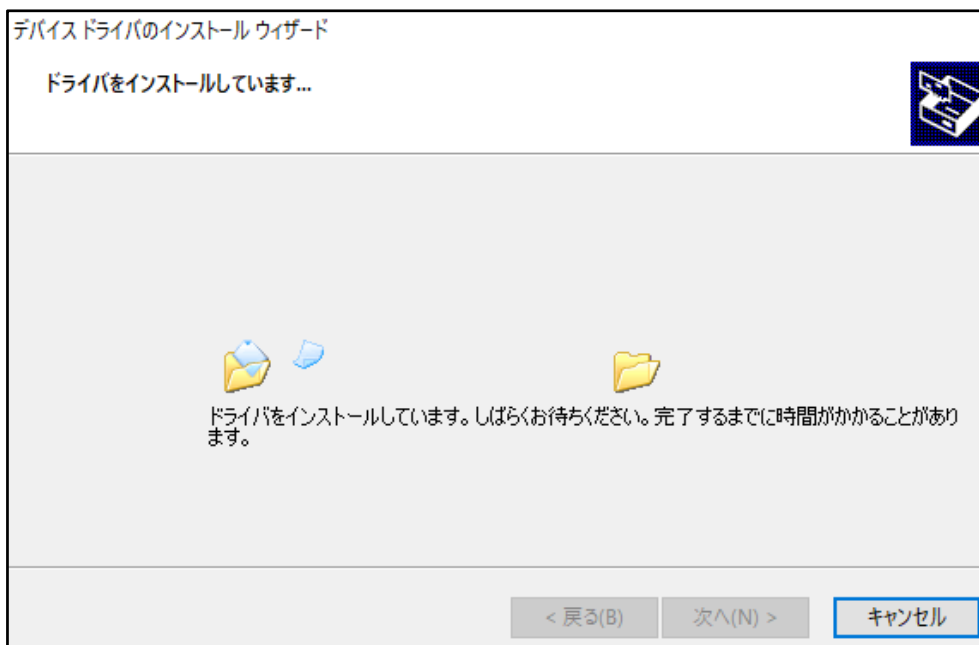 デバイス ドライバのインストール ウィザード
ドライバをインストールしています...
ドライバをインストールしています。しばらくお待ちください。完了するまでに時間がかかることがあり
ます。
< 戻る(B)
次へ(N) >
キャンセル